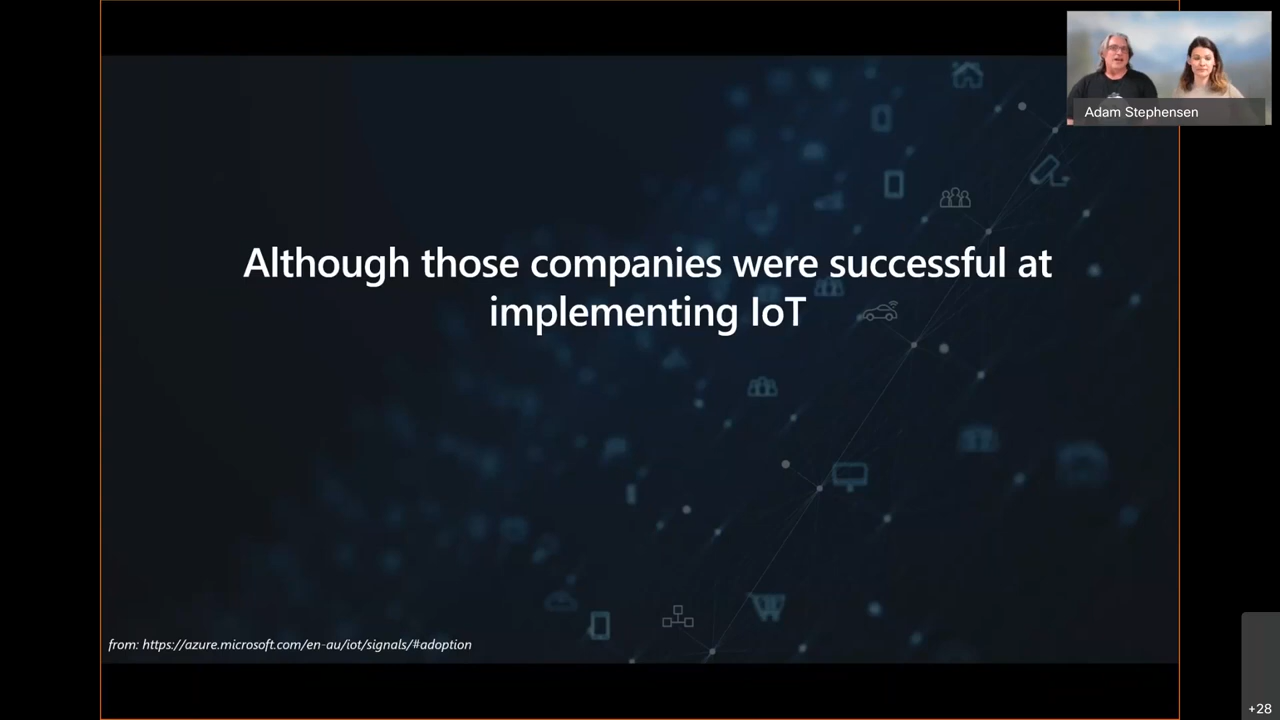 Adam Stephensen
Although those companies were successful at
implementing IoT
from: https://azure.microsoft.com/en-au/iot/signals/#adoption
+28